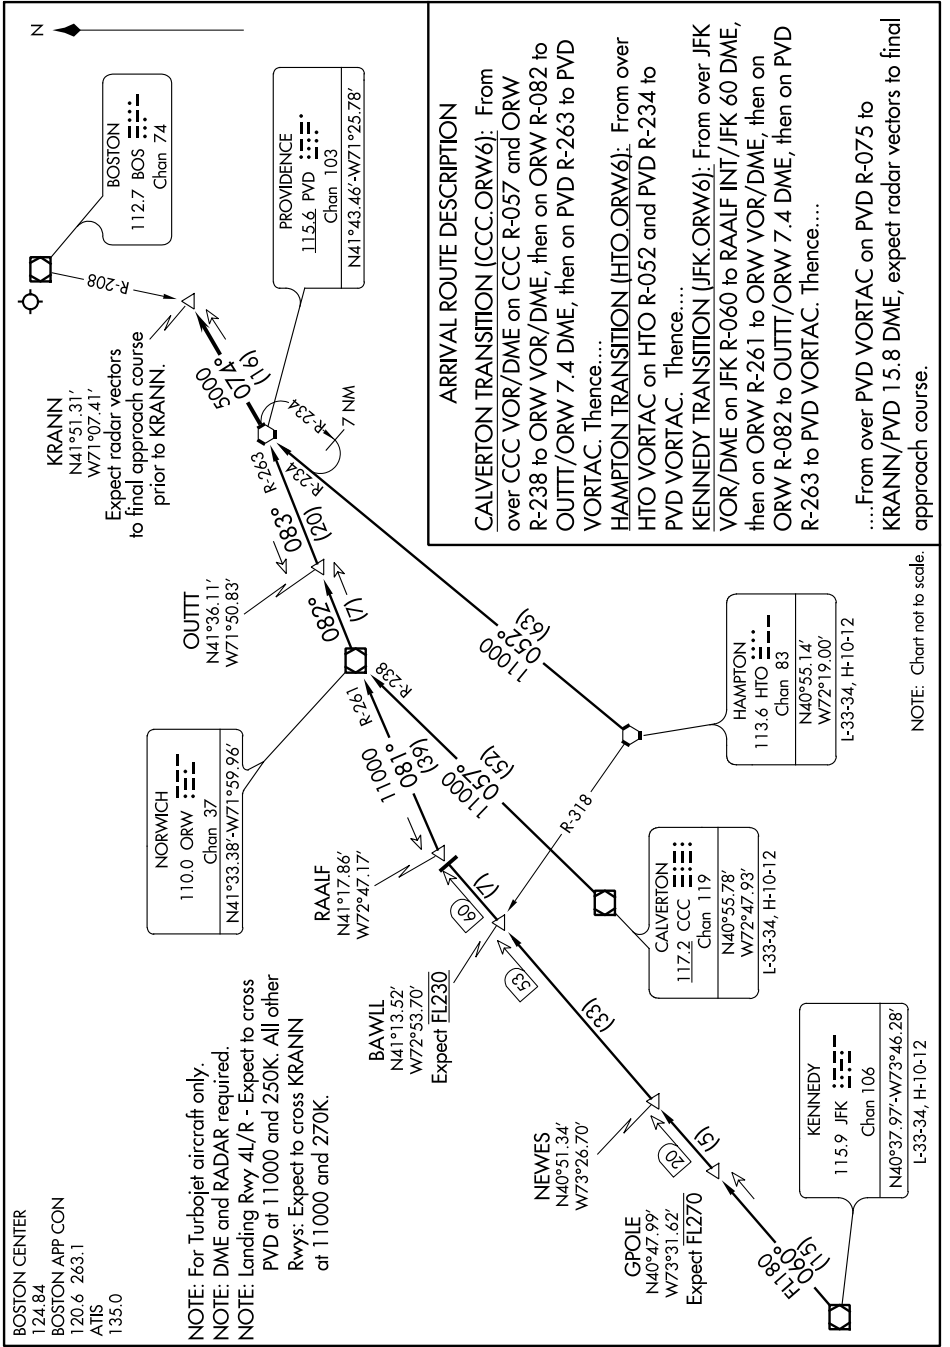 BOSTON CENTER
124.84
BOSTON APP CON
120.6 263.1
ATIS
135.0
NOTE: For Turbojet aircraft only.
NOTE: DME and RADAR required.
NOTE: Landing Rwy 4L/R - Expect to cross
PVD at 11000 and 250K. All other
Rwys: Expect to cross KRANN
at 11000 and 270K.
N
BOSTON
112.7 BOS
Chan 74
R-208
KRANN
N41°51.31′
W71°07.41′
Expect radar vectors
to final approach course
prior to KRANN.
5000
074°
(16)
PROVIDENCE
115.6 PVD
Chan 103
N41°43.46′-W71°25.78′
R-234
7 NM
R-263
R-234
083°
(20)
OUTTT
N41°36.11′
W71°50.83′
082°
(7)
NORWICH
110.0 ORW
Chan 37
N41°33.38′-W71°59.96′
R-261
R-238
11000
081°
(39)
11000
057°
(52)
11000
052°
(63)
RAALF
N41°17.86′
W72°47.17′
60
(7)
BAWLL
N41°13.52′
W72°53.70′
Expect FL230
53
R-318
HAMPTON
113.6 HTO
Chan 83
N40°55.14′
W72°19.00′
L-33-34, H-10-12
CALVERTON
117.2 CCC
Chan 119
N40°55.78′
W72°47.93′
L-33-34, H-10-12
(33)
NEWES
N40°51.34′
W73°26.70′
20
(5)
GPOLE
N40°47.99′
W73°31.62′
Expect FL270
FL180
060°
(15)
KENNEDY
115.9 JFK
Chan 106
N40°37.97′-W73°46.28′
L-33-34, H-10-12
ARRIVAL ROUTE DESCRIPTION
CALVERTON TRANSITION (CCC.ORW6): From
over CCC VOR/DME on CCC R-057 and ORW
R-238 to ORW VOR/DME, then on ORW R-082 to
OUTTT/ORW 7.4 DME, then on PVD R-263 to PVD
VORTAC. Thence....
HAMPTON TRANSITION (HTO.ORW6): From over
HTO VORTAC on HTO R-052 and PVD R-234 to
PVD VORTAC. Thence....
KENNEDY TRANSITION (JFK.ORW6): From over JFK
VOR/DME on JFK R-060 to RAALF INT/JFK 60 DME,
then on ORW R-261 to ORW VOR/DME, then on
ORW R-082 to OUTTT/ORW 7.4 DME, then on PVD
R-263 to PVD VORTAC. Thence....
....From over PVD VORTAC on PVD R-075 to
KRANN/PVD 15.8 DME, expect radar vectors to final
approach course.
NOTE: Chart not to scale.